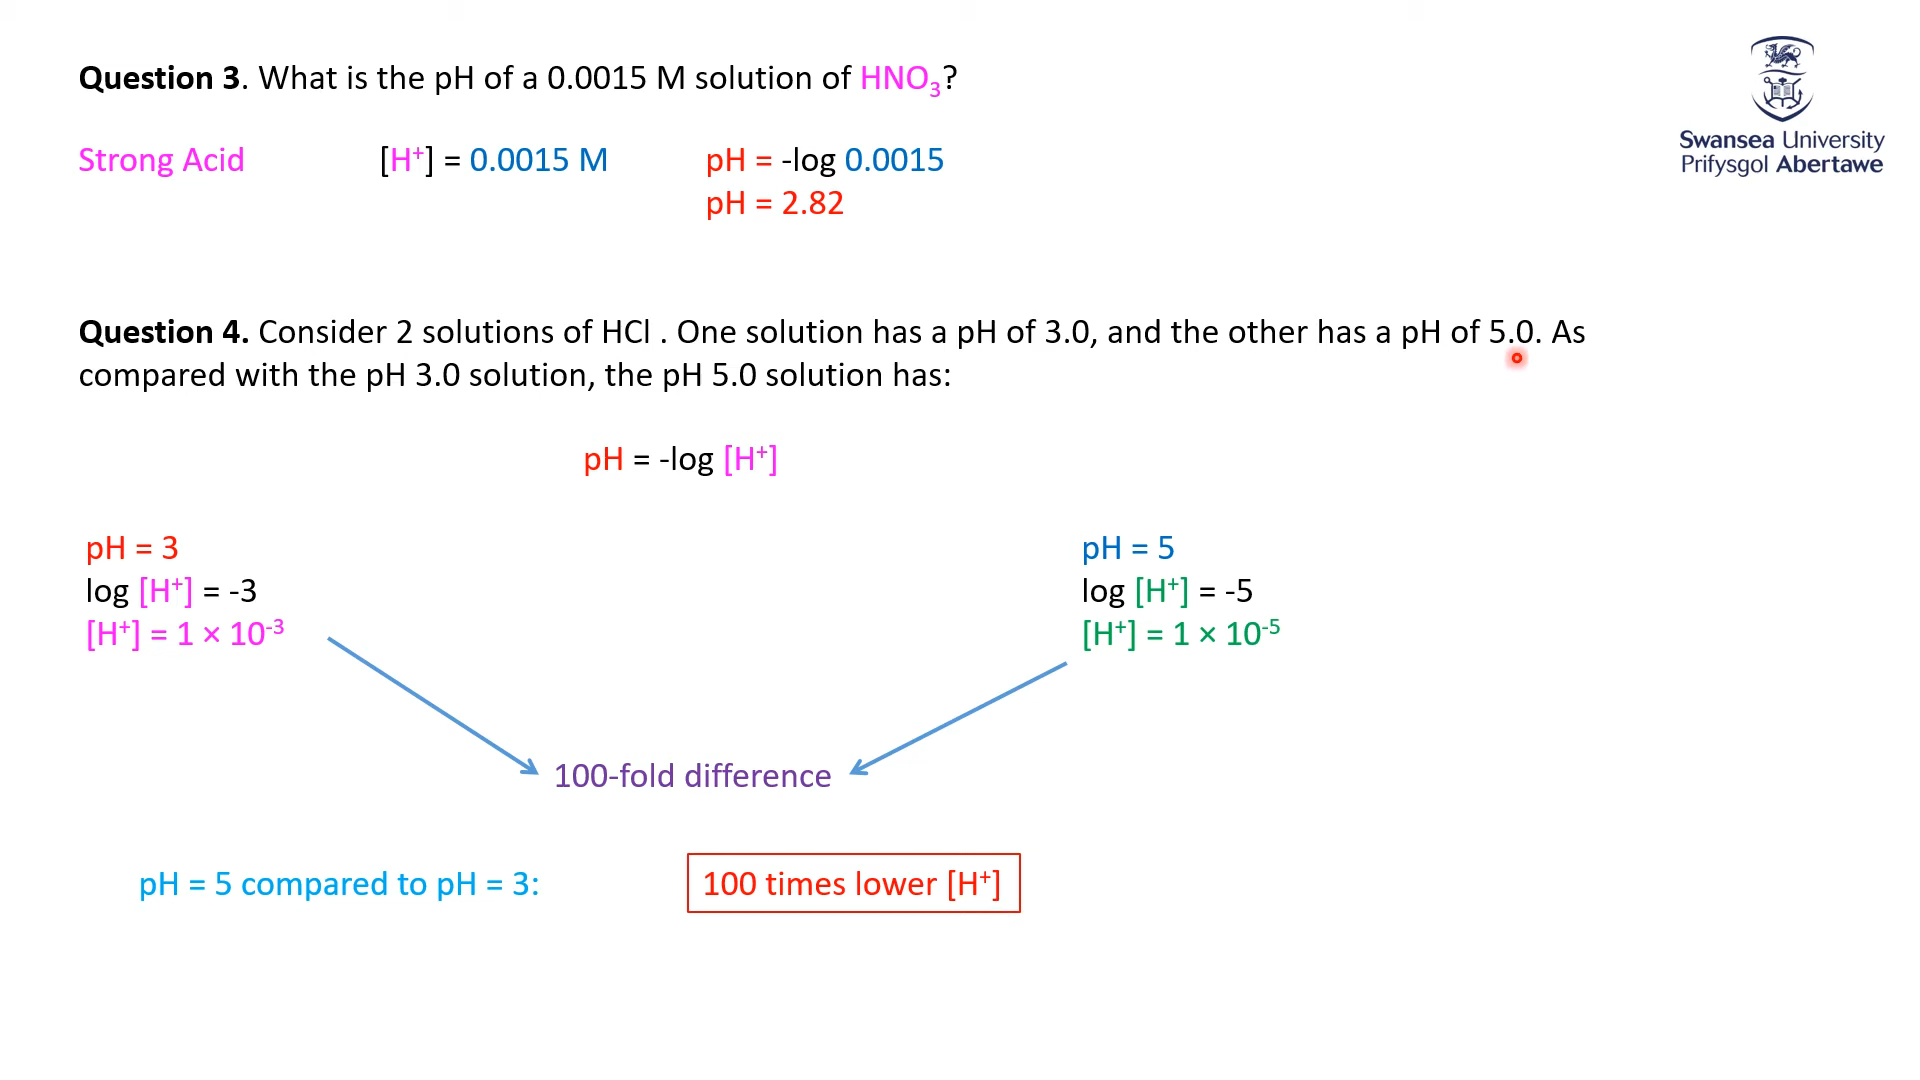 Question 3. What is the pH of a 0.0015 M solution of HNO₃?
Swansea University
Prifysgol Abertawe
Strong Acid [H⁺] = 0.0015 M pH = -log 0.0015
pH = 2.82
Question 4. Consider 2 solutions of HCl . One solution has a pH of 3.0, and the other has a pH of 5.0. As
compared with the pH 3.0 solution, the pH 5.0 solution has:
pH = -log [H⁺]
pH = 3
log [H⁺] = -3
[H⁺] = 1 × 10⁻³
pH = 5
log [H⁺] = -5
[H⁺] = 1 × 10⁻⁵
100-fold difference
pH = 5 compared to pH = 3: 100 times lower [H⁺]